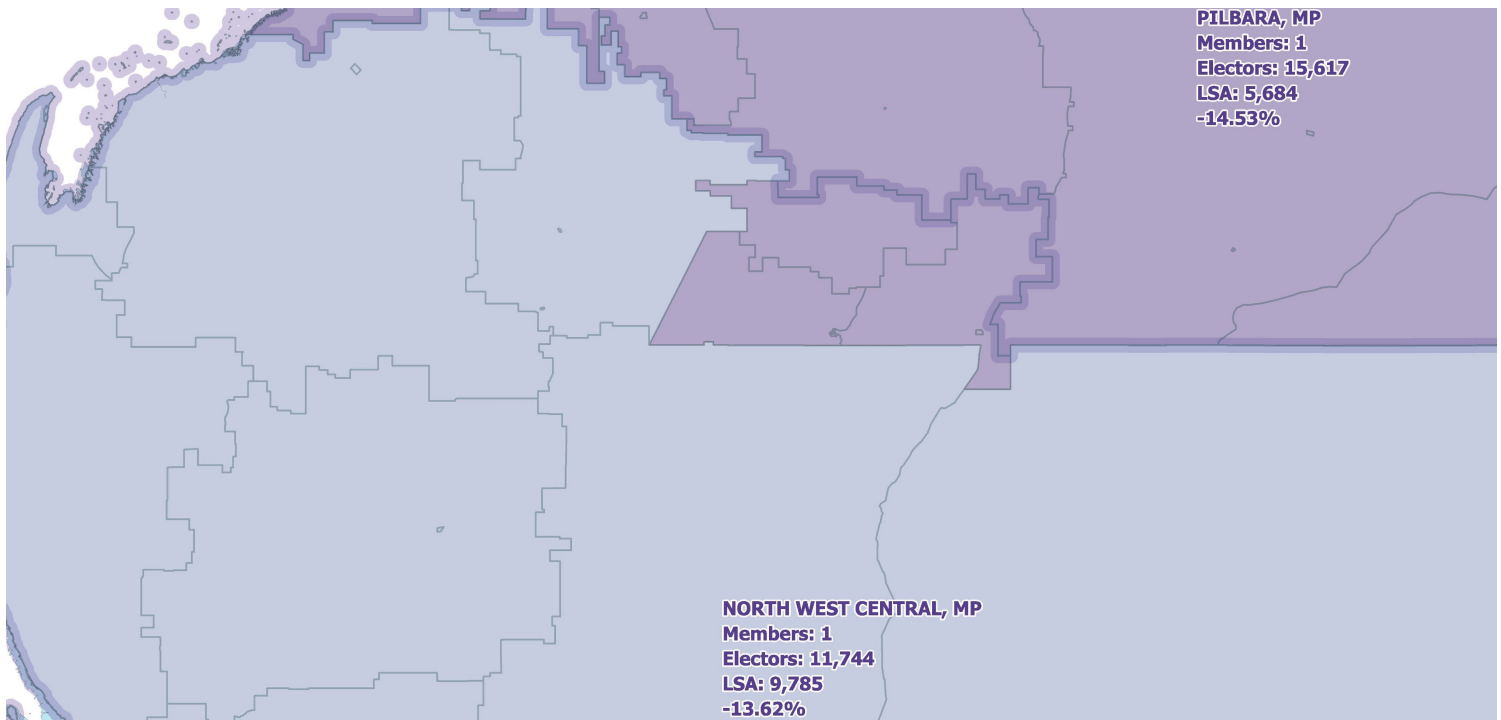 PILBARA, MP
Members: 1
Electors: 15,617
LSA: 5,684
-14.53%
NORTH WEST CENTRAL, MP
Members: 1
Electors: 11,744
LSA: 9,785
-13.62%